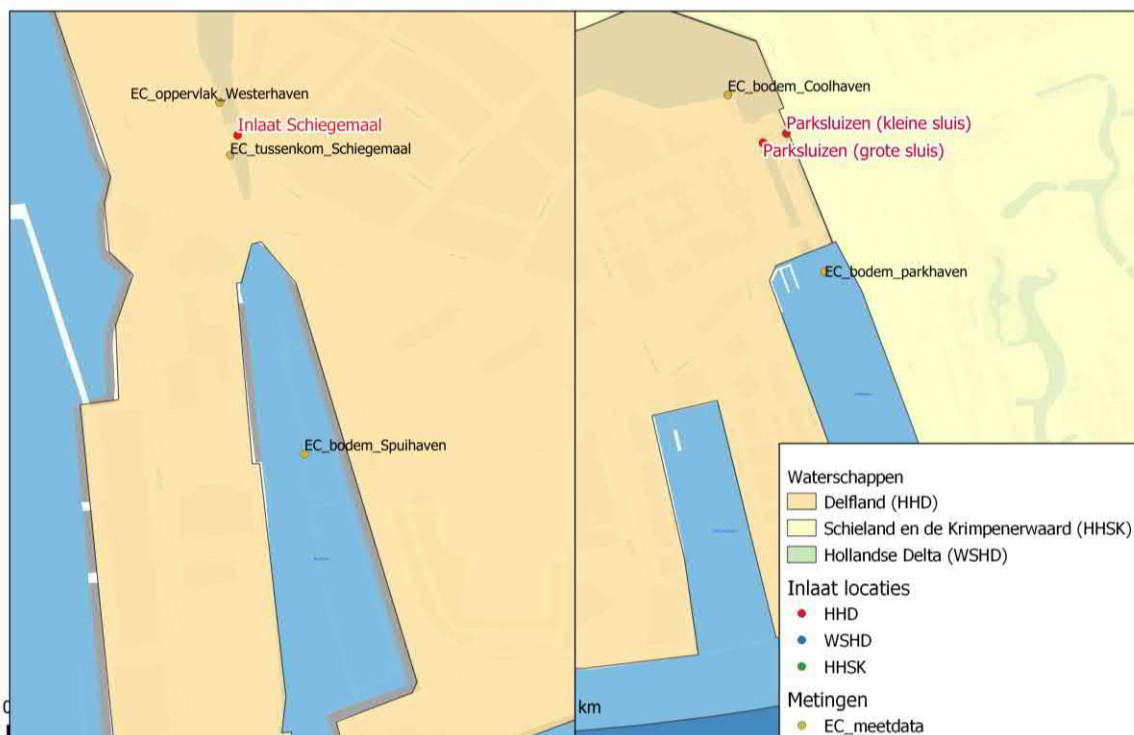 EC_oppervlak_Westerhaven
Inlaat Schiegemaal
EC_tussenkom_Schiegemaal
EC_bodem_Spuihaven
EC_bodem_Coolhaven
Parksluizen (kleine sluis)
Parksluizen (grote sluis)
EC_bodem_parkhaven
km
Waterschappen
Delfland (HHD)
Schieland en de Krimpenerwaard (HHSK)
Hollandse Delta (WSHD)
Inlaat locaties
HHD
WSHD
HHSK
Metingen
EC_meetdata